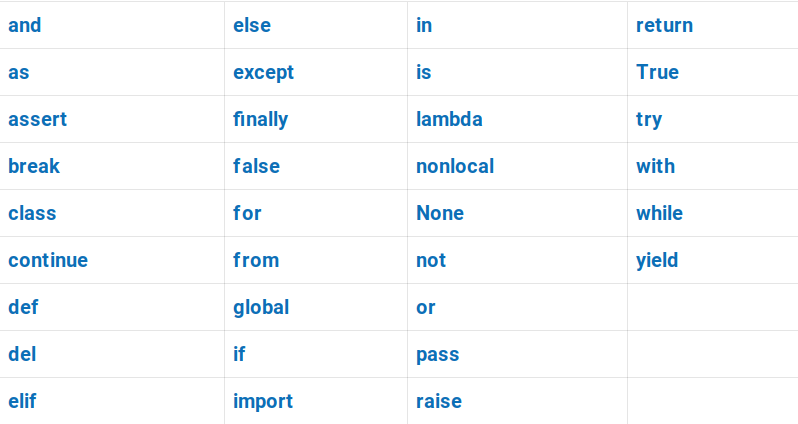 and else in return
as except is True
assert finally lambda try
break false nonlocal with
class for None while
continue from not yield
def global or
del if pass
elif import raise